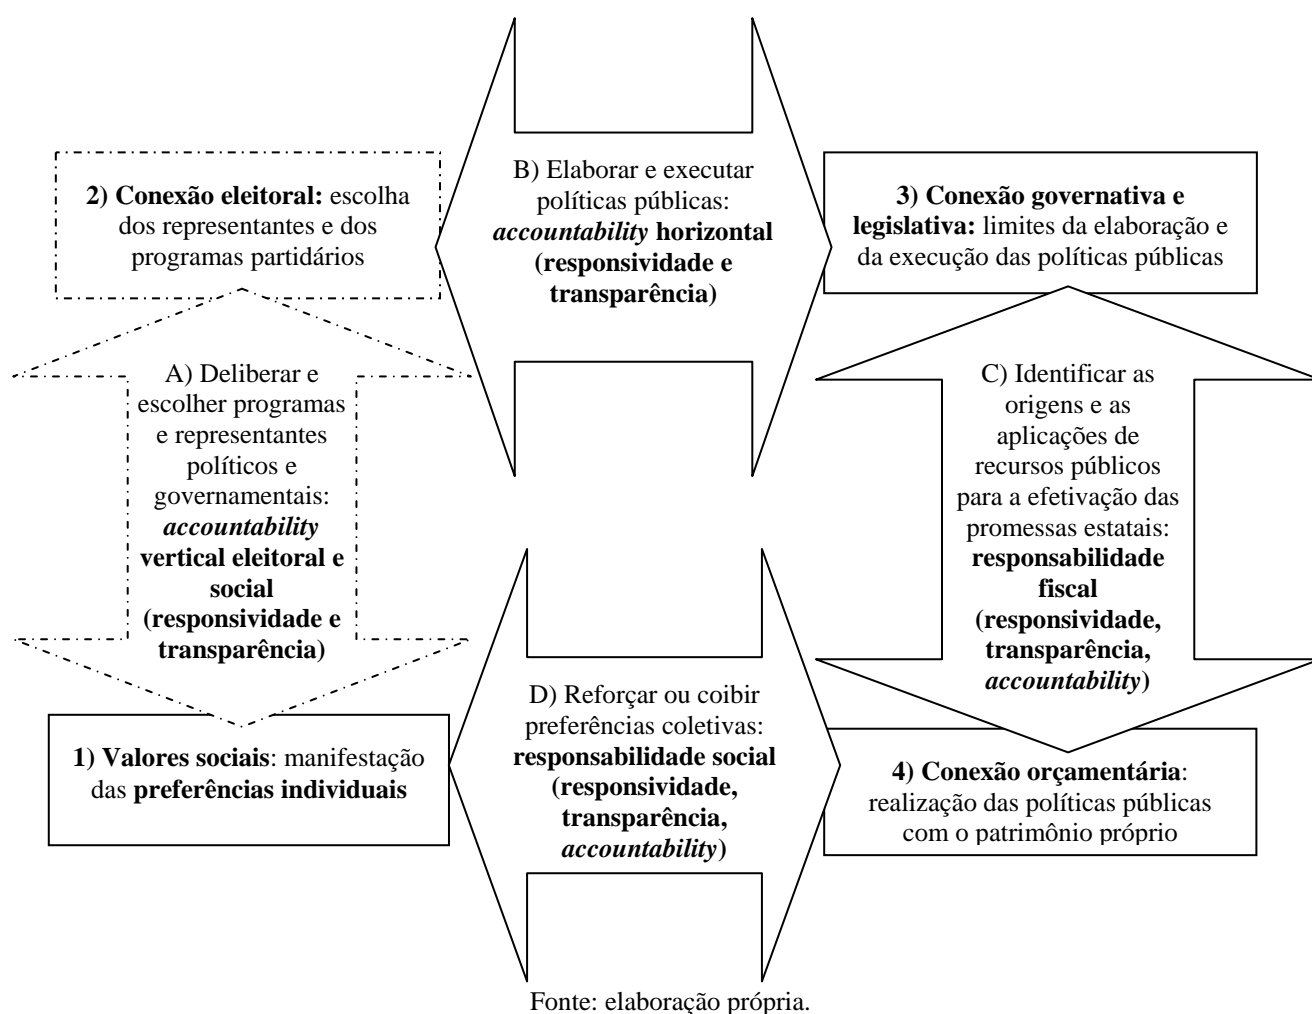 2) Conexão eleitoral: escolha
dos representantes e dos
programas partidários
B) Elaborar e executar
políticas públicas:
accountability horizontal
(responsividade e
transparência)
3) Conexão governativa e
legislativa: limites da elaboração e
da execução das políticas públicas
A) Deliberar e
escolher programas
e representantes
políticos e
governamentais:
accountability
vertical eleitoral e
social
(responsividade e
transparência)
C) Identificar as
origens e as
aplicações de
recursos públicos
para a efetivação das
promessas estatais:
responsabilidade
fiscal
(responsividade,
transparência,
accountability)
1) Valores sociais: manifestação
das preferências individuais
D) Reforçar ou coibir
preferências coletivas:
responsabilidade social
(responsividade,
transparência,
accountability)
4) Conexão orçamentária:
realização das políticas públicas
com o patrimônio próprio
Fonte: elaboração própria.